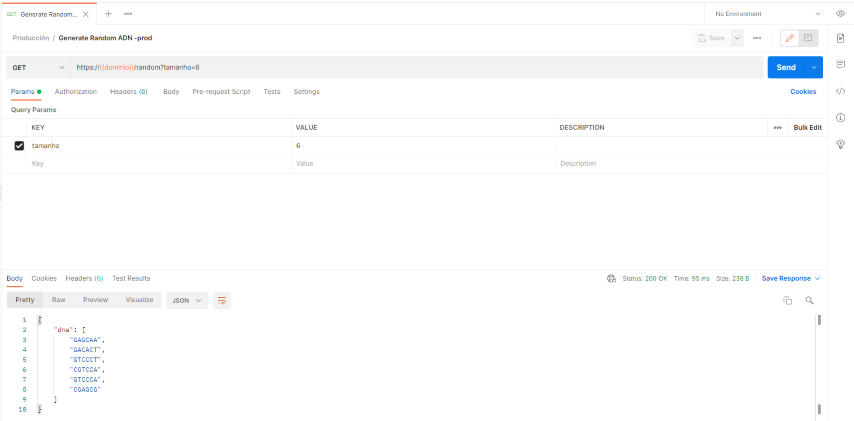 GET Generate Random...
No Environment
Producción / Generate Random ADN -prod
Save
GET
https://{{dominio}}/random?tamanho=6
Send
Params Authorization Headers (6) Body Pre-request Script Tests Settings
Cookies
Query Params
KEY VALUE DESCRIPTION Bulk Edit
tamanho 6
Key Value Description
Body Cookies Headers (6) Test Results
Status: 200 OK Time: 95 ms Size: 238 B Save Response
Pretty Raw Preview Visualize JSON
1 {
2 "dna": [
3 "GAGCAA",
4 "GACACT",
5 "GTCCCT",
6 "CGTCCA",
7 "GTCCCA",
8 "CGAGCG"
9 ]
10 }